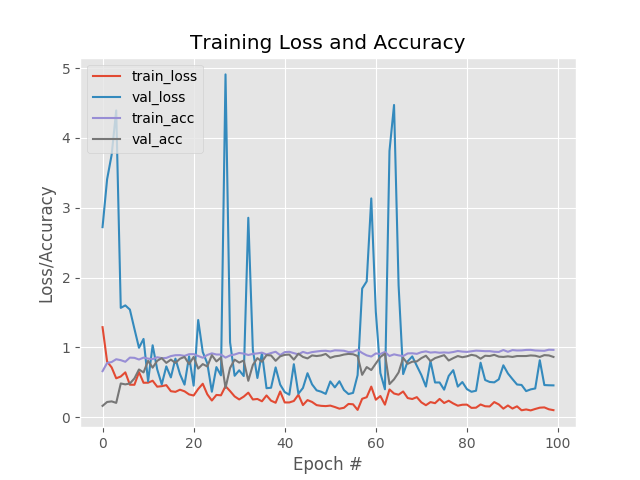 Training Loss and Accuracy
train_loss
val_loss
train_acc
val_acc
5
4
3
2
1
0
Loss/Accuracy
0 20 40 60 80 100
Epoch #